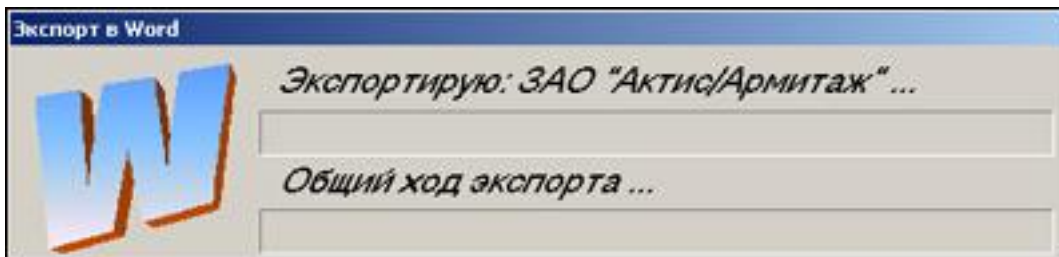 Экспорт в Word
Экспортирую: ЗАО "Актис/Армитаж" ...
Общий ход экспорта ...